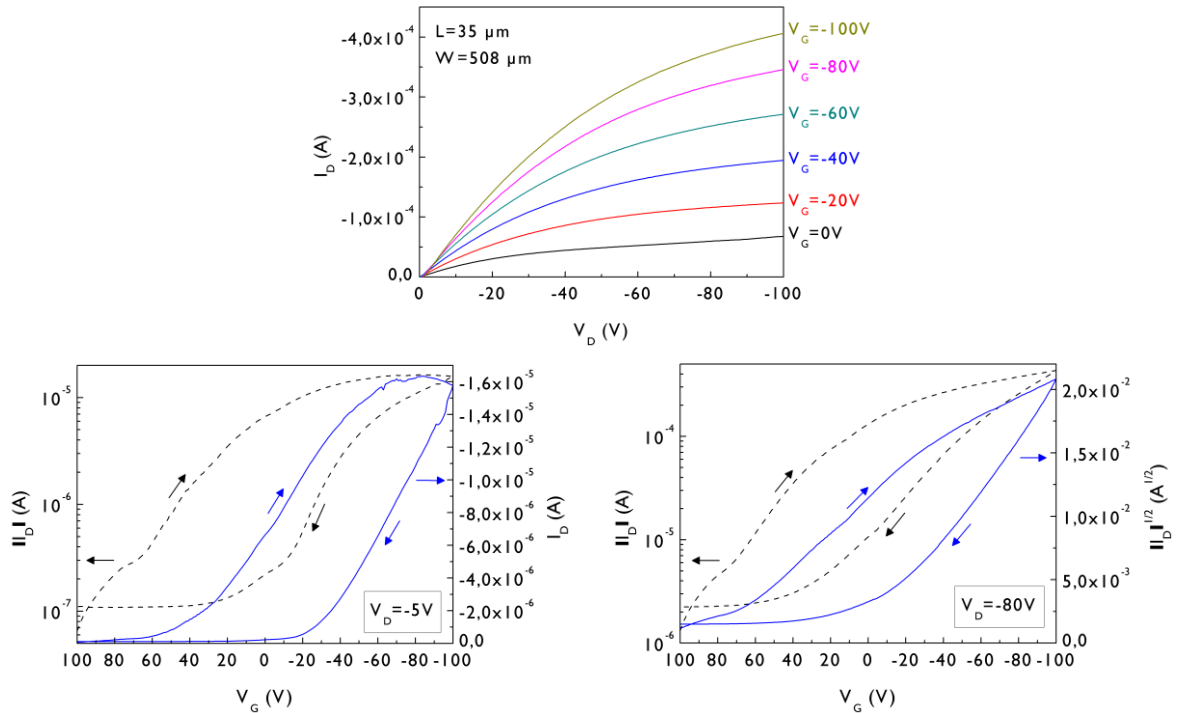 L=35 µm
W=508 µm
-4,0x10⁻⁴
-3,0x10⁻⁴
-2,0x10⁻⁴
-1,0x10⁻⁴
0,0
I_D (A)
0 -20 -40 -60 -80 -100
V_D (V)
V_G=-100V
V_G=-80V
V_G=-60V
V_G=-40V
V_G=-20V
V_G=0V
10⁻⁵
10⁻⁶
10⁻⁷
|I_D| (A)
100 80 60 40 20 0 -20 -40 -60 -80 -100
V_G (V)
V_D=-5V
-1,6x10⁻⁵
-1,4x10⁻⁵
-1,2x10⁻⁵
-1,0x10⁻⁵
-8,0x10⁻⁶
-6,0x10⁻⁶
-4,0x10⁻⁶
-2,0x10⁻⁶
0,0
I_D (A)
10⁻⁴
10⁻⁵
10⁻⁶
|I_D| (A)
100 80 60 40 20 0 -20 -40 -60 -80 -100
V_G (V)
V_D=-80V
2,0x10⁻²
1,5x10⁻²
1,0x10⁻²
5,0x10⁻³
0,0
|I_D|^1/2 (A^1/2)